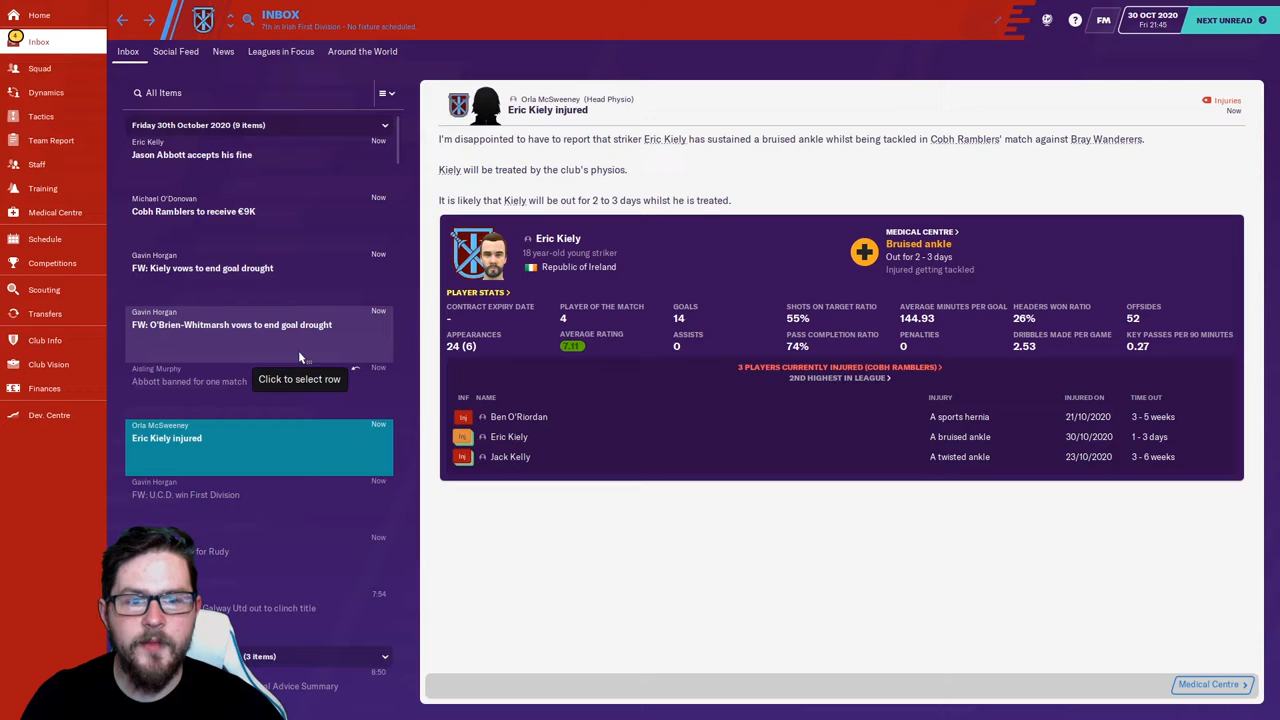 Home
4
Inbox
Squad
Dynamics
Tactics
Team Report
Staff
Training
Medical Centre
Schedule
Competitions
Scouting
Transfers
Club Info
Club Vision
Finances
Dev. Centre
INBOX
7th in Irish First Division - No fixture scheduled.
?
FM
30 OCT 2020
Fri 21:45
NEXT UNREAD
Inbox
Social Feed
News
Leagues in Focus
Around the World
All Items
Friday 30th October 2020 (9 items)
Eric Kelly
Now
Jason Abbott accepts his fine
Michael O'Donovan
Now
Cobh Ramblers to receive €9K
Gavin Horgan
Now
FW: Kiely vows to end goal drought
Gavin Horgan
Now
FW: O'Brien-Whitmarsh vows to end goal drought
Aisling Murphy
Now
Abbott banned for one match
Click to select row
Orla McSweeney
Now
Eric Kiely injured
Gavin Horgan
Now
FW: U.C.D. win First Division
Now
for Rudy
7:54
Galway Utd out to clinch title
(3 items)
8:50
Advice Summary
Orla McSweeney (Head Physio)
Eric Kiely injured
Injuries
Now
I'm disappointed to have to report that striker Eric Kiely has sustained a bruised ankle whilst being tackled in Cobh Ramblers' match against Bray Wanderers.
Kiely will be treated by the club's physios.
It is likely that Kiely will be out for 2 to 3 days whilst he is treated.
Eric Kiely
18 year-old young striker
Republic of Ireland
MEDICAL CENTRE >
Bruised ankle
Out for 2 - 3 days
Injured getting tackled
PLAYER STATS >
CONTRACT EXPIRY DATE
PLAYER OF THE MATCH
GOALS
SHOTS ON TARGET RATIO
AVERAGE MINUTES PER GOAL
HEADERS WON RATIO
OFFSIDES
-
4
14
55%
144.93
26%
52
APPEARANCES
AVERAGE RATING
ASSISTS
PASS COMPLETION RATIO
PENALTIES
DRIBBLES MADE PER GAME
KEY PASSES PER 90 MINUTES
24 (6)
7.11
0
74%
0
2.53
0.27
3 PLAYERS CURRENTLY INJURED (COBH RAMBLERS) >
2ND HIGHEST IN LEAGUE >
INF
NAME
INJURY
INJURED ON
TIME OUT
Inj
Ben O'Riordan
A sports hernia
21/10/2020
3 - 5 weeks
Inj
Eric Kiely
A bruised ankle
30/10/2020
1 - 3 days
Inj
Jack Kelly
A twisted ankle
23/10/2020
3 - 6 weeks
Medical Centre >